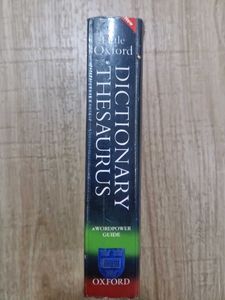 Little
Oxford
DICTIONARY
THESAURUS
& WORDPOWER
GUIDE
OXFORD